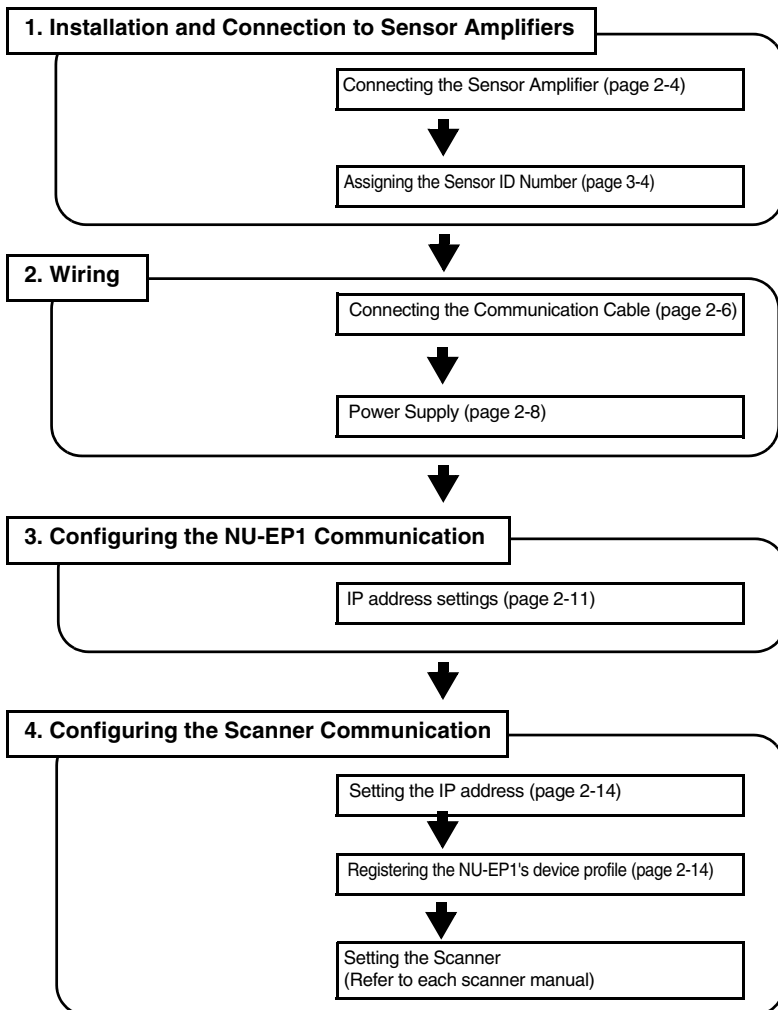 1. Installation and Connection to Sensor Amplifiers
Connecting the Sensor Amplifier (page 2-4)
Assigning the Sensor ID Number (page 3-4)
2. Wiring
Connecting the Communication Cable (page 2-6)
Power Supply (page 2-8)
3. Configuring the NU-EP1 Communication
IP address settings (page 2-11)
4. Configuring the Scanner Communication
Setting the IP address (page 2-14)
Registering the NU-EP1's device profile (page 2-14)
Setting the Scanner
(Refer to each scanner manual)